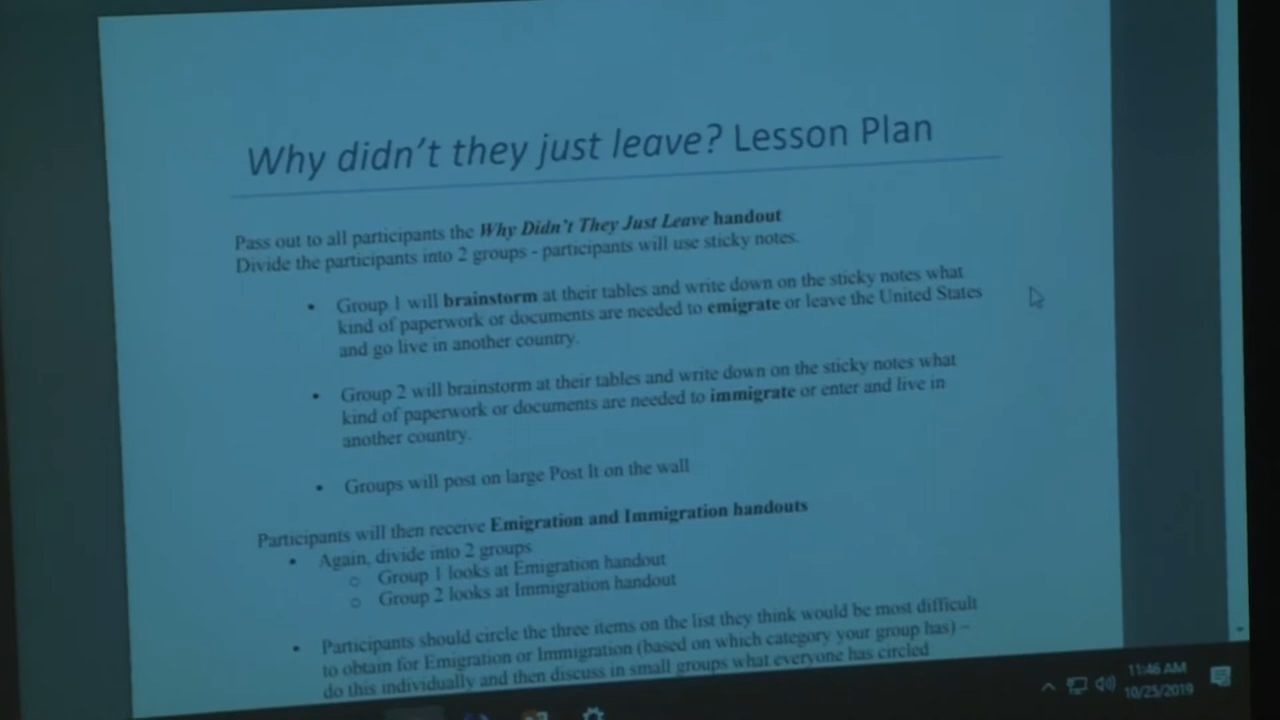 Why didn't they just leave? Lesson Plan
Pass out to all participants the Why Didn't They Just Leave handout
Divide the participants into 2 groups - participants will use sticky notes.
• Group 1 will brainstorm at their tables and write down on the sticky notes what
kind of paperwork or documents are needed to emigrate or leave the United States
and go live in another country.
• Group 2 will brainstorm at their tables and write down on the sticky notes what
kind of paperwork or documents are needed to immigrate or enter and live in
another country.
• Groups will post on large Post It on the wall
Participants will then receive Emigration and Immigration handouts
• Again, divide into 2 groups
o Group 1 looks at Emigration handout
o Group 2 looks at Immigration handout
• Participants should circle the three items on the list they think would be most difficult
to obtain for Emigration or Immigration (based on which category your group has) –
do this individually and then discuss in small groups what everyone has circled
11:46 AM
10/25/2019